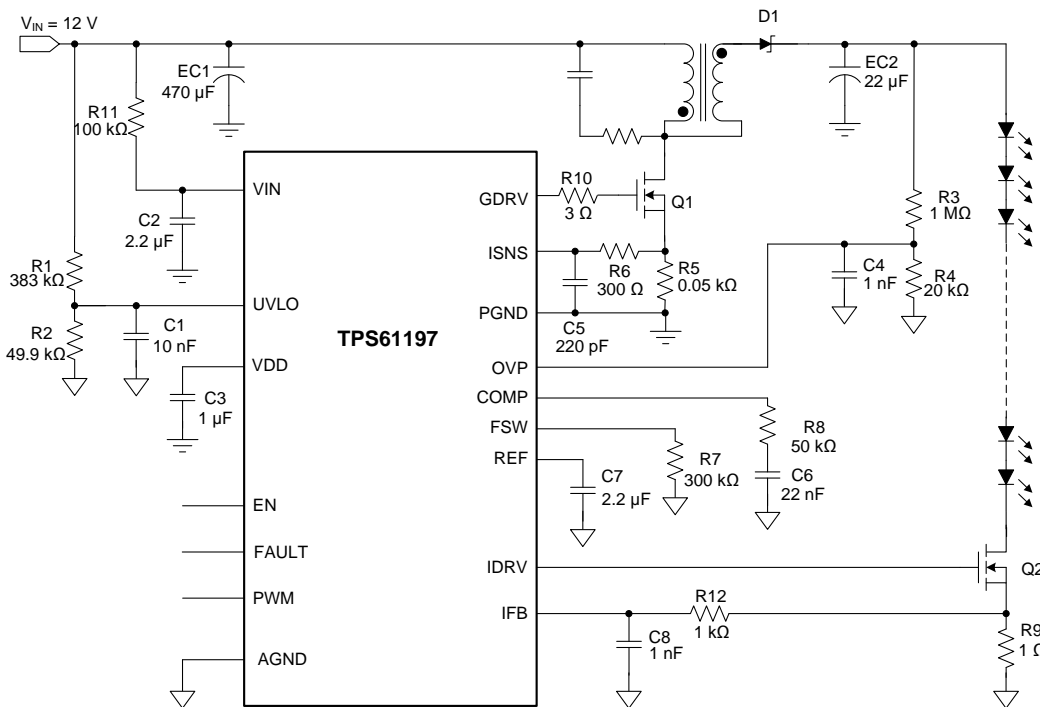 VIN = 12 V
D1
EC1
470 µF
EC2
22 µF
R11
100 kΩ
R3
1 MΩ
VIN
GDRV
R10
3 Ω
Q1
C2
2.2 µF
ISNS
R6
300 Ω
R5
0.05 kΩ
C4
1 nF
R4
20 kΩ
R1
383 kΩ
UVLO
PGND
C5
220 pF
R2
49.9 kΩ
C1
10 nF
TPS61197
VDD
OVP
C3
1 µF
COMP
FSW
REF
R8
50 kΩ
C6
22 nF
R7
300 kΩ
C7
2.2 µF
EN
FAULT
IDRV
Q2
PWM
IFB
R12
1 kΩ
C8
1 nF
R9
1 Ω
AGND